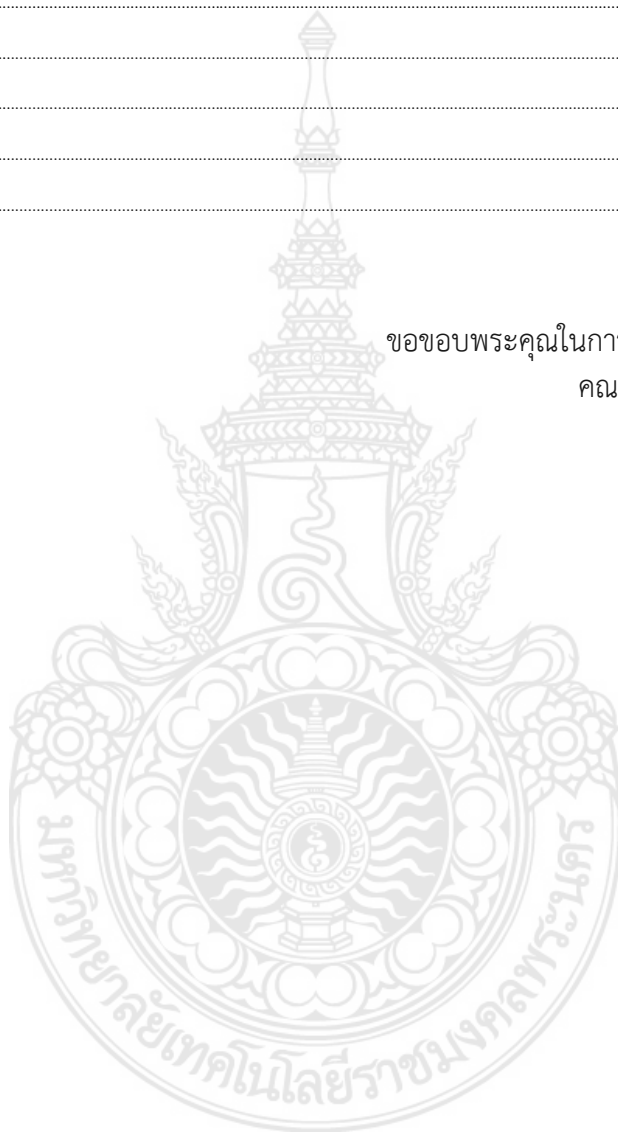 ขอขอบพระคุณในกา
คณ
มหาวิทยาลัยเทคโนโลยีราชมงคลพระนคร